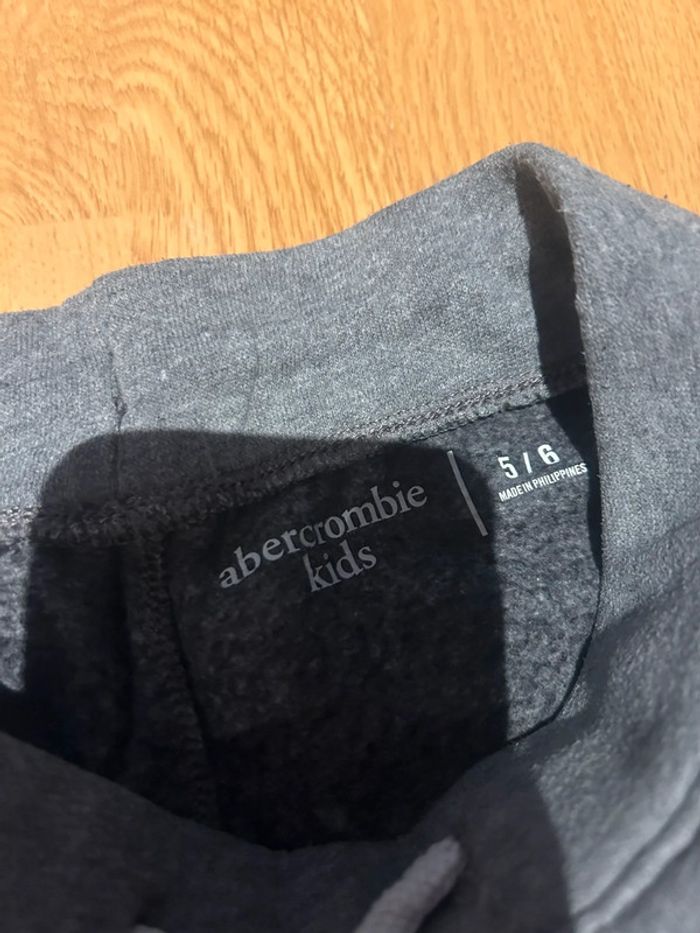 abercrombie
kids
5 / 6
MADE IN PHILIPPINES